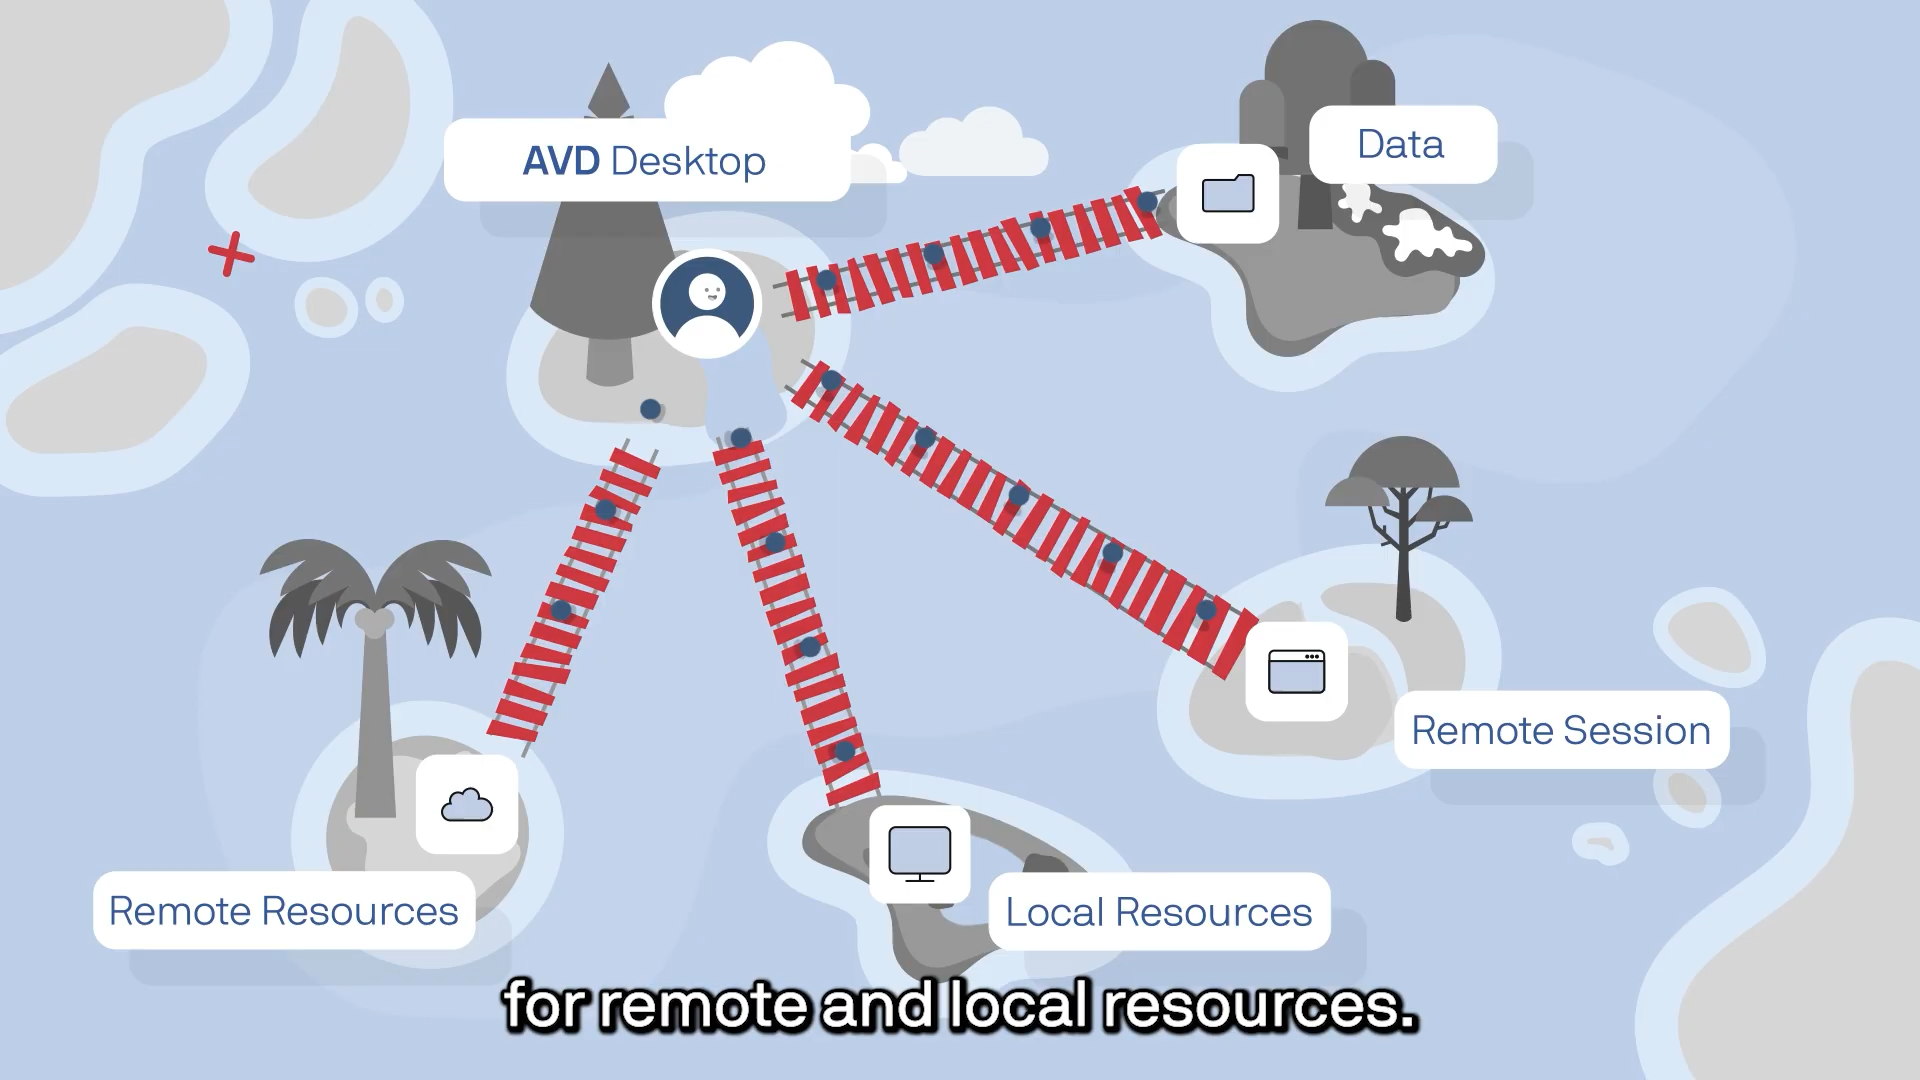 AVD Desktop
Data
Remote Session
Remote Resources
Local Resources
for remote and local resources.